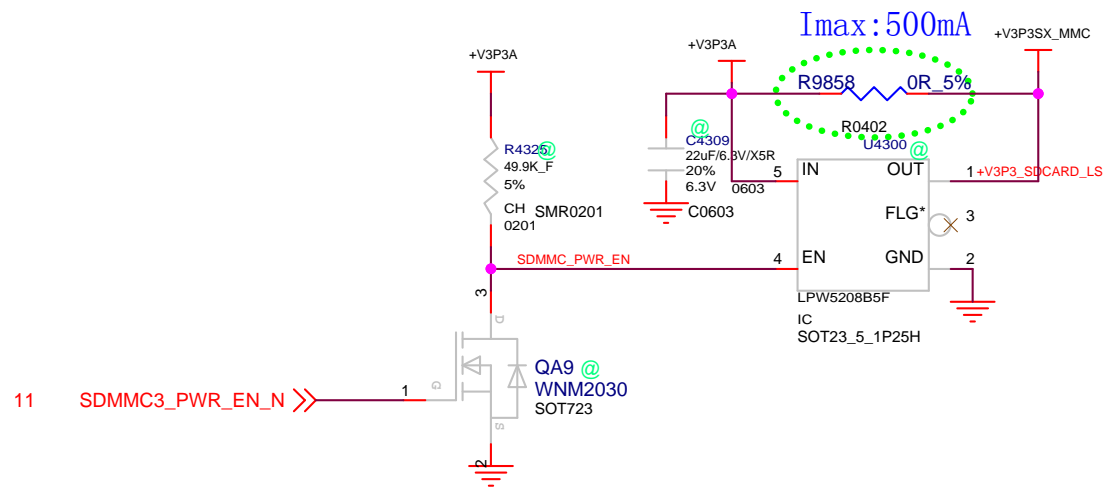 Imax:500mA
+V3P3A
+V3P3A
+V3P3SX_MMC
R9858
0R_5%
R0402
@
C4309
22uF/6.3V/X5R
20%
6.3V
0603
C0603
R4325
@
49.9K_F
5%
CH
0201
SMR0201
U4300
@
5
IN
OUT
1
+V3P3_SDCARD_LS
FLG*
3
SDMMC_PWR_EN
4
EN
GND
2
LPW5208B5F
IC
SOT23_5_1P25H
3
D
G
S
QA9
@
WNM2030
SOT723
11
SDMMC3_PWR_EN_N
1
2